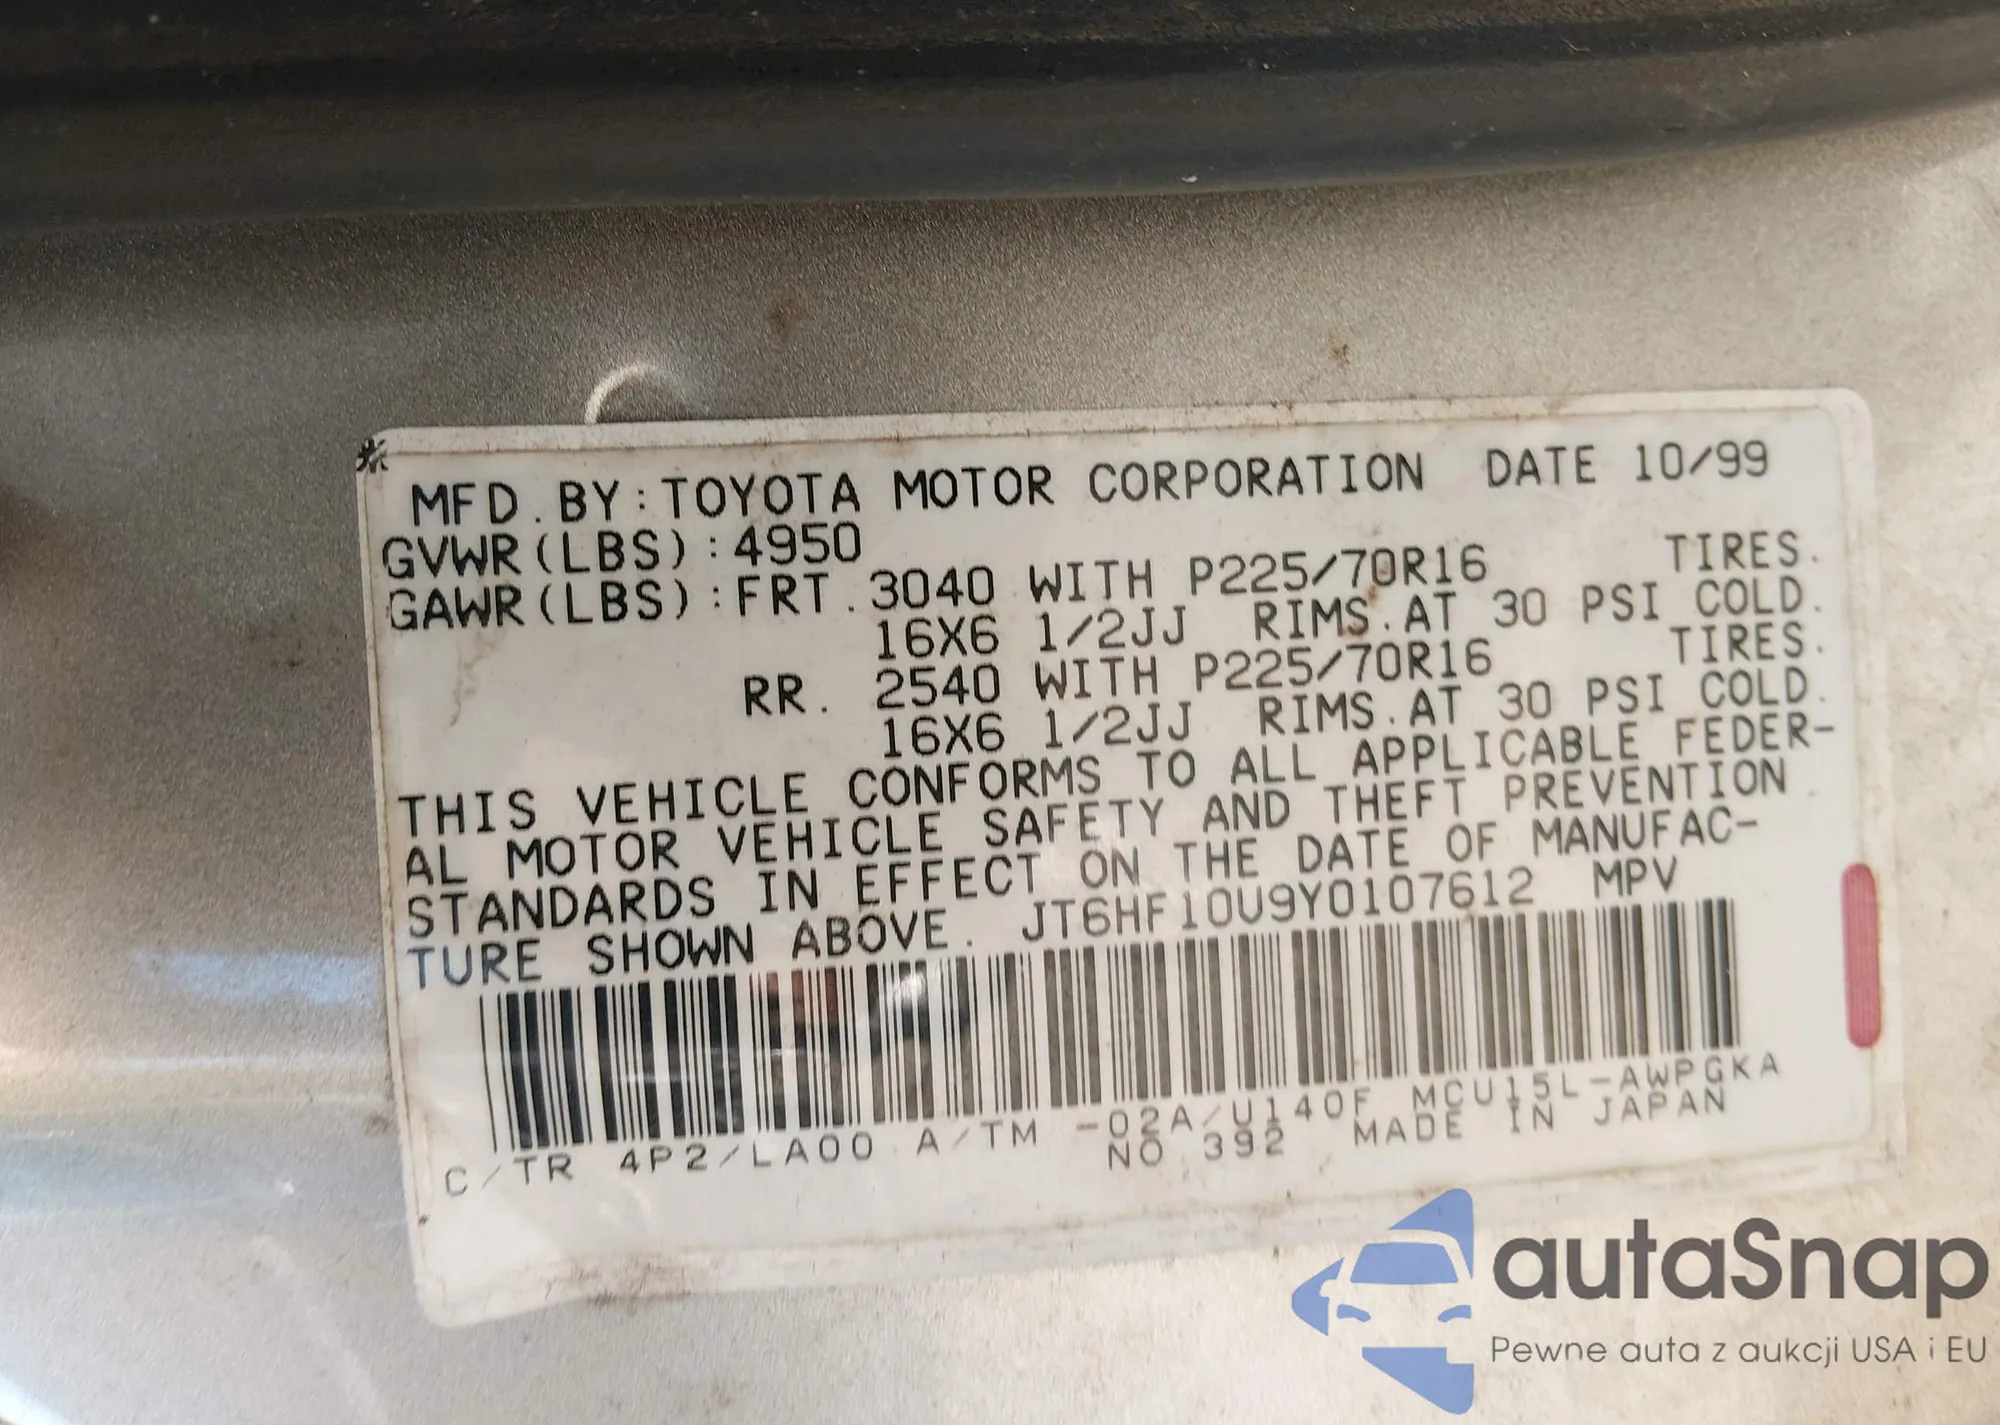 MFD.BY:TOYOTA MOTOR CORPORATION DATE 10/99
GVWR(LBS):4950
GAWR(LBS):FRT.3040 WITH P225/70R16 TIRES.
16X6 1/2JJ RIMS.AT 30 PSI COLD.
RR. 2540 WITH P225/70R16 TIRES.
16X6 1/2JJ RIMS.AT 30 PSI COLD.
THIS VEHICLE CONFORMS TO ALL APPLICABLE FEDER-
AL MOTOR VEHICLE SAFETY AND THEFT PREVENTION
STANDARDS IN EFFECT ON THE DATE OF MANUFAC-
TURE SHOWN ABOVE. JT6HF10U9Y0107612 MPV
C/TR 4P2/LA00 A/TM -02A/U140F MCU15L-AWPGKA
NO.392 MADE IN JAPAN
autaSnap
Pewne auta z aukcji USA i EU